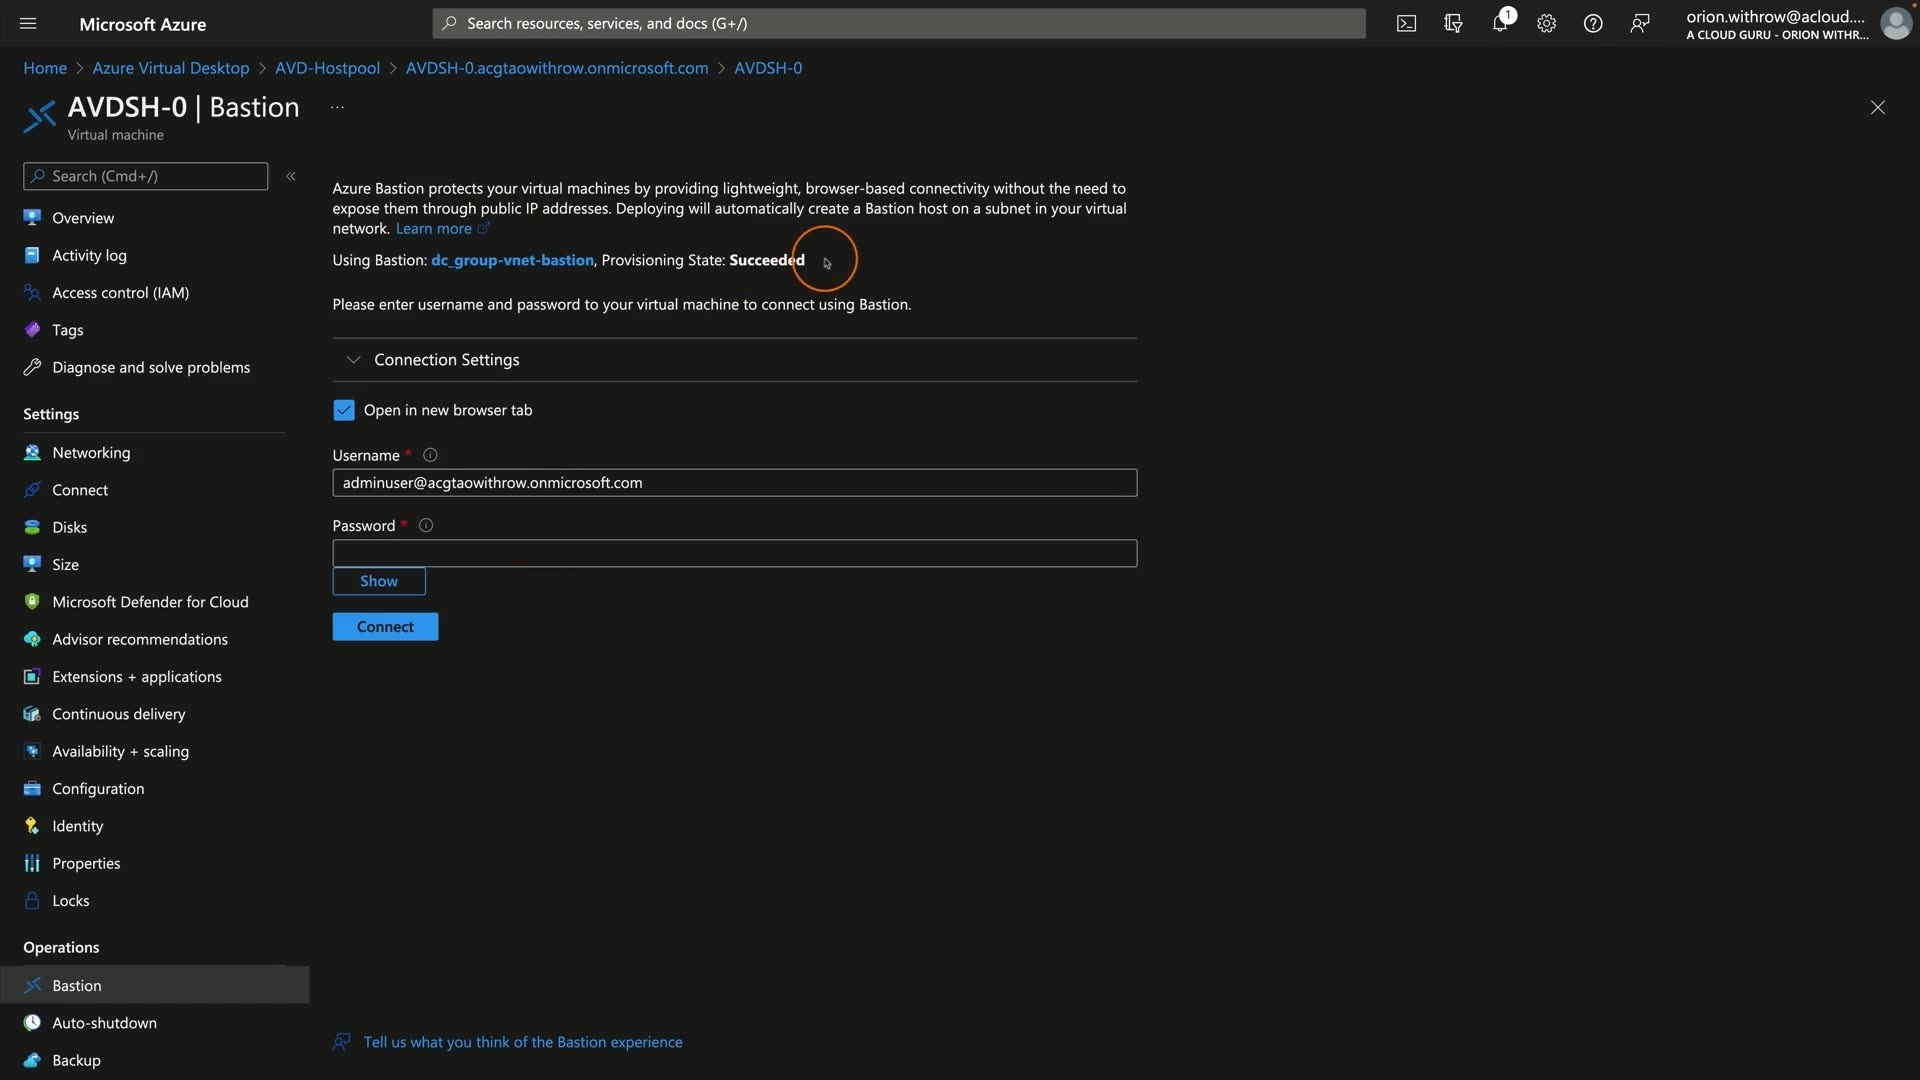 Microsoft Azure
Search resources, services, and docs (G+/)
1
orion.withrow@acloud....
A CLOUD GURU - ORION WITHR...
Home > Azure Virtual Desktop > AVD-Hostpool > AVDSH-0.acgtaowithrow.onmicrosoft.com > AVDSH-0
AVDSH-0 | Bastion ...
Virtual machine
Search (Cmd+/)
«
Overview
Activity log
Access control (IAM)
Tags
Diagnose and solve problems
Settings
Networking
Connect
Disks
Size
Microsoft Defender for Cloud
Advisor recommendations
Extensions + applications
Continuous delivery
Availability + scaling
Configuration
Identity
Properties
Locks
Operations
Bastion
Auto-shutdown
Backup
Azure Bastion protects your virtual machines by providing lightweight, browser-based connectivity without the need to
expose them through public IP addresses. Deploying will automatically create a Bastion host on a subnet in your virtual
network. Learn more
Using Bastion: dc_group-vnet-bastion, Provisioning State: Succeeded
Please enter username and password to your virtual machine to connect using Bastion.
Connection Settings
Open in new browser tab
Username *
adminuser@acgtaowithrow.onmicrosoft.com
Password *
Show
Connect
Tell us what you think of the Bastion experience